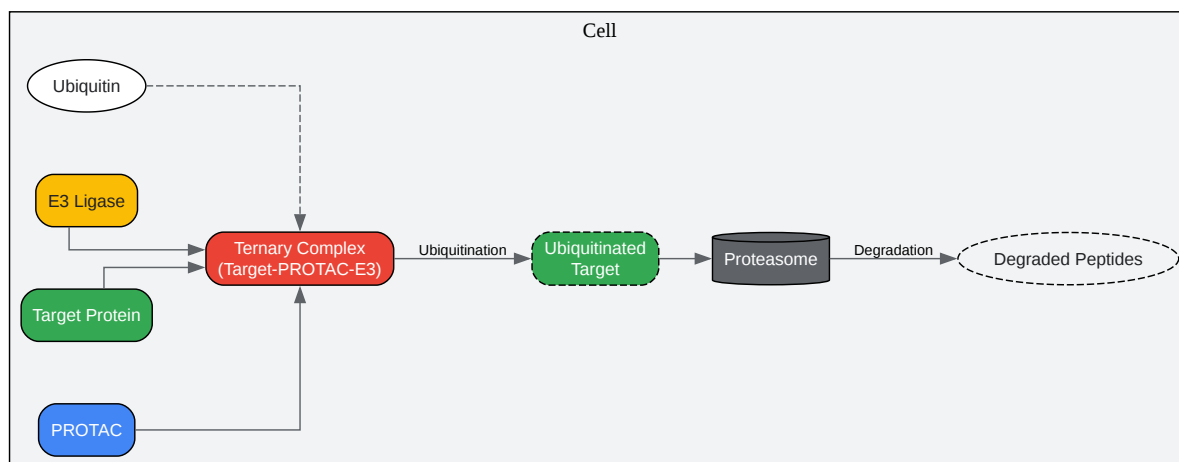 Cell
Ubiquitin
E3 Ligase
Target Protein
PROTAC
Ternary Complex
(Target-PROTAC-E3)
Ubiquitination
Ubiquitinated
Target
Proteasome
Degradation
Degraded Peptides